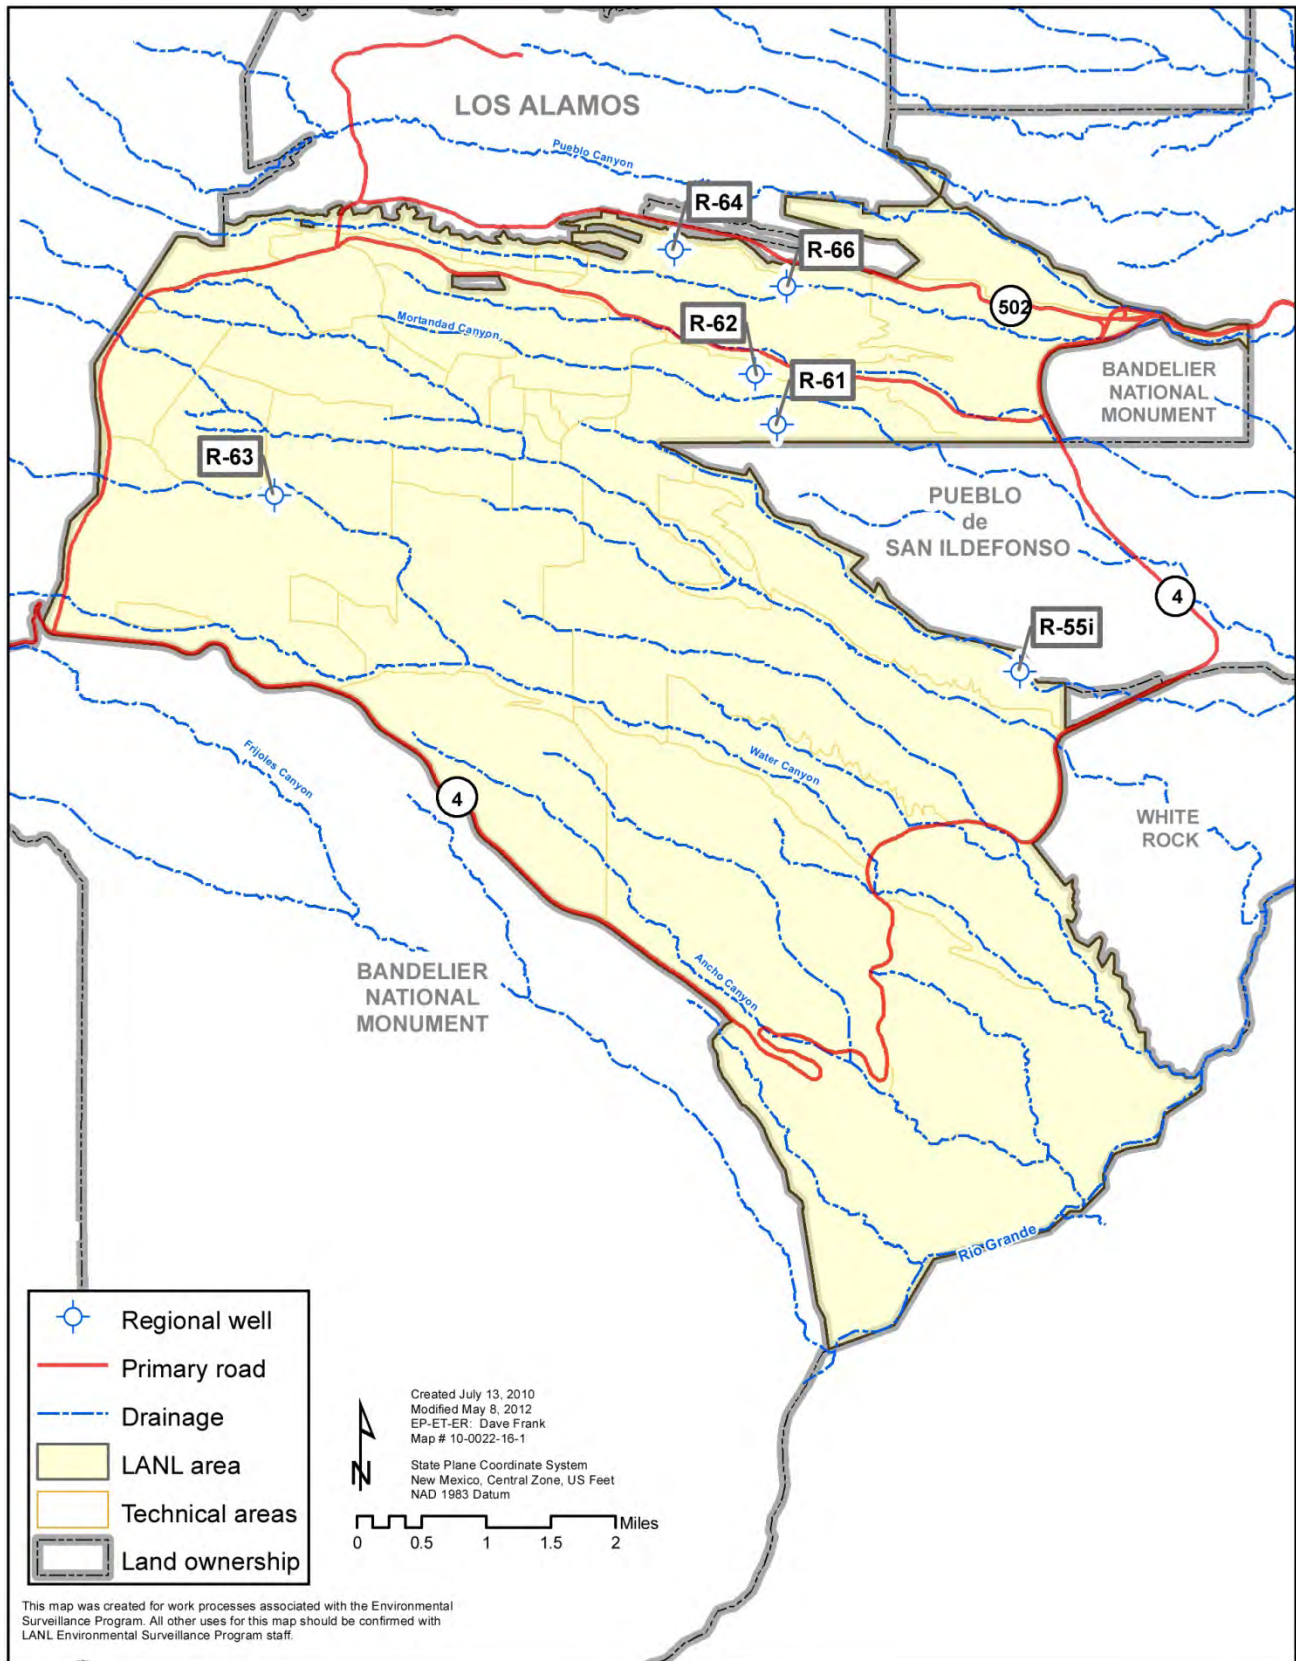 LOS ALAMOS
Pueblo Canyon
R-64
R-66
502
R-62
Mortandad Canyon
R-61
BANDELIER
NATIONAL
MONUMENT
R-63
PUEBLO
de
SAN ILDEFONSO
4
R-55i
Frijoles Canyon
Water Canyon
4
WHITE
ROCK
BANDELIER
NATIONAL
MONUMENT
Ancho Canyon
Rio Grande
Regional well
Primary road
Drainage
LANL area
Technical areas
Land ownership
Created July 13, 2010
Modified May 8, 2012
EP-ET-ER: Dave Frank
Map # 10-0022-16-1
State Plane Coordinate System
New Mexico, Central Zone, US Feet
NAD 1983 Datum
N
Miles
0 0.5 1 1.5 2
This map was created for work processes associated with the Environmental
Surveillance Program. All other uses for this map should be confirmed with
LANL Environmental Surveillance Program staff.